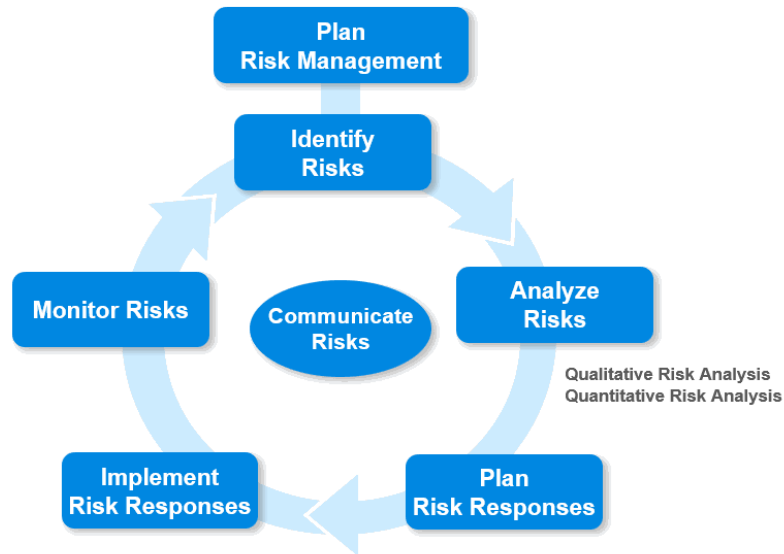 Plan
Risk Management
Identify
Risks
Analyze
Risks
Monitor Risks
Communicate
Risks
Qualitative Risk Analysis
Quantitative Risk Analysis
Plan
Risk Responses
Implement
Risk Responses